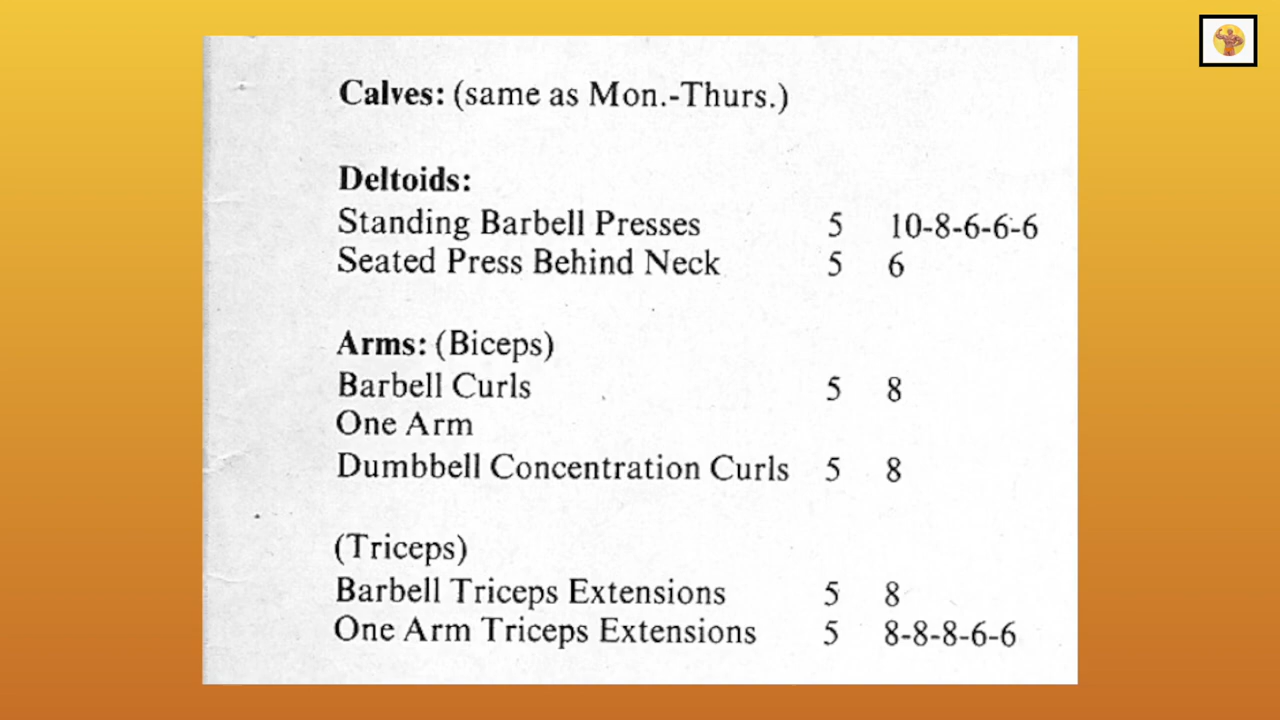 Calves: (same as Mon.-Thurs.)
Deltoids:
Standing Barbell Presses 5 10-8-6-6-6
Seated Press Behind Neck 5 6
Arms: (Biceps)
Barbell Curls 5 8
One Arm
Dumbbell Concentration Curls 5 8
(Triceps)
Barbell Triceps Extensions 5 8
One Arm Triceps Extensions 5 8-8-8-6-6